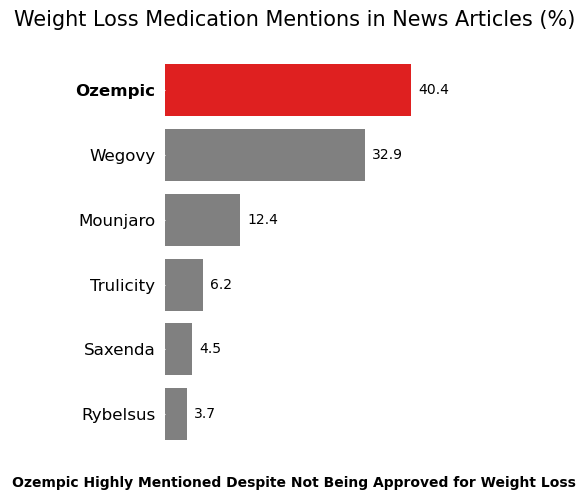 Weight Loss Medication Mentions in News Articles (%)
Ozempic 40.4
Wegovy 32.9
Mounjaro 12.4
Trulicity 6.2
Saxenda 4.5
Rybelsus 3.7
Ozempic Highly Mentioned Despite Not Being Approved for Weight Loss